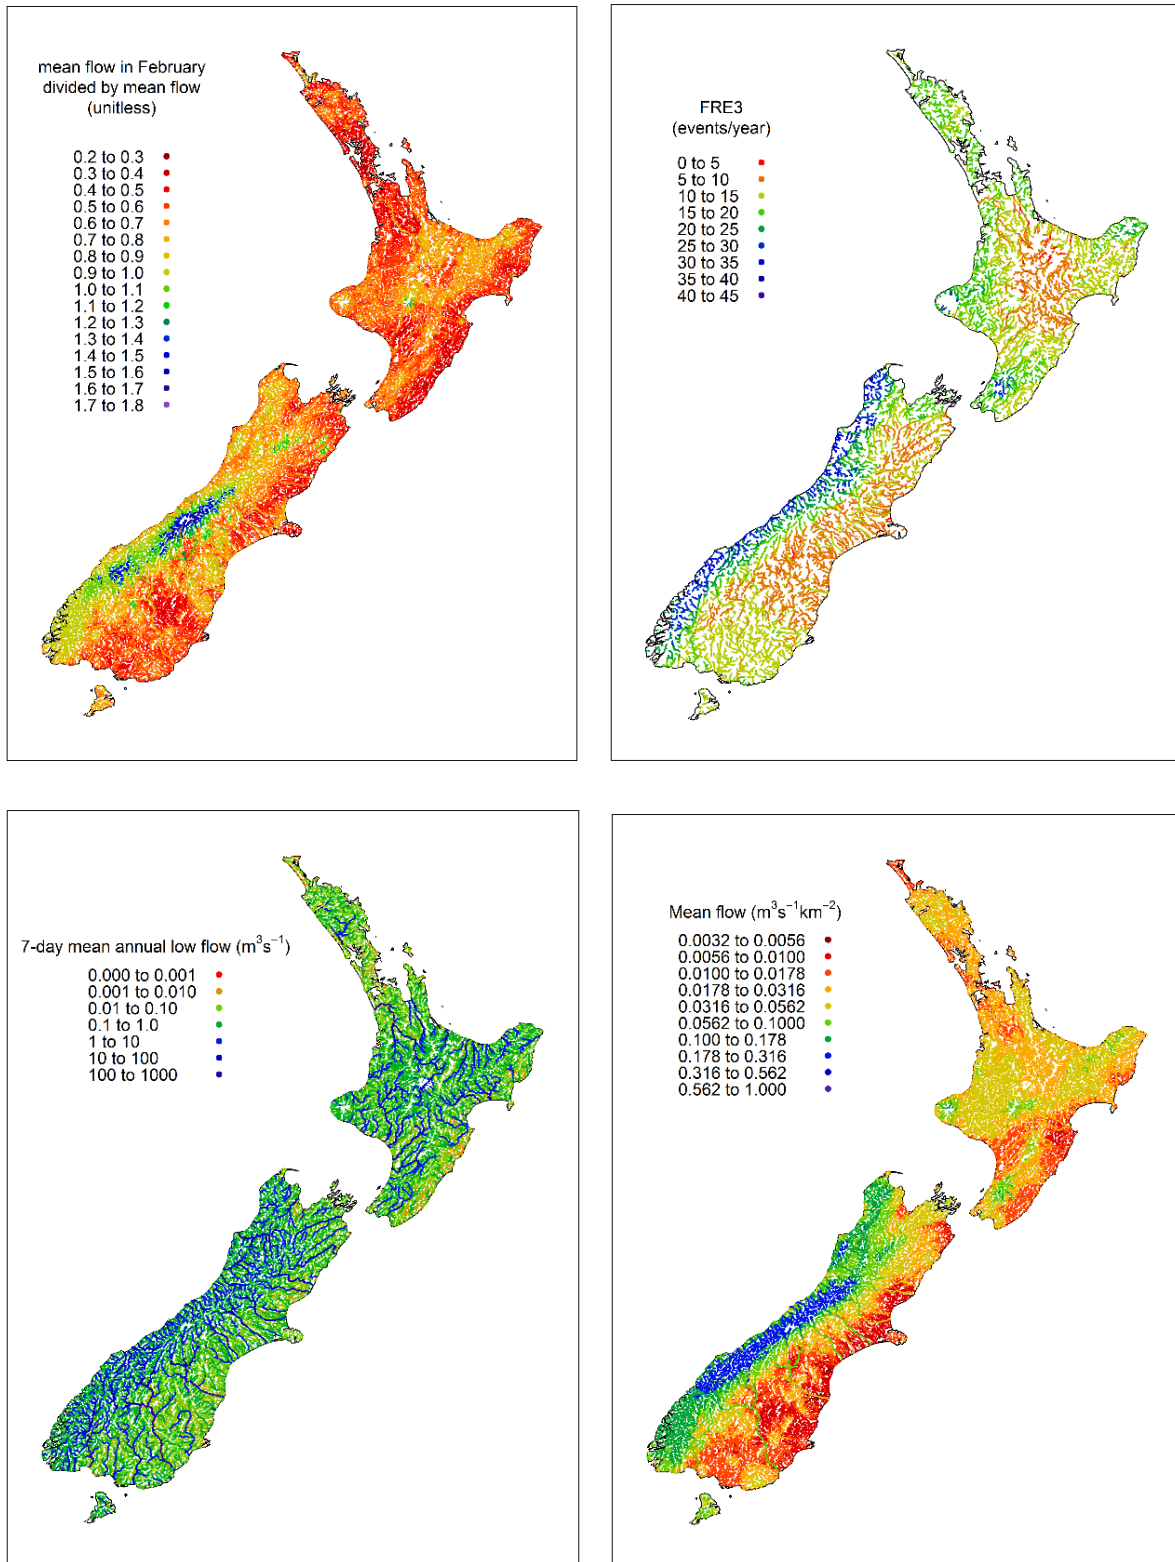 mean flow in February
divided by mean flow
(unitless)
0.2 to 0.3
0.3 to 0.4
0.4 to 0.5
0.5 to 0.6
0.6 to 0.7
0.7 to 0.8
0.8 to 0.9
0.9 to 1.0
1.0 to 1.1
1.1 to 1.2
1.2 to 1.3
1.3 to 1.4
1.4 to 1.5
1.5 to 1.6
1.6 to 1.7
1.7 to 1.8
FRE3
(events/year)
0 to 5
5 to 10
10 to 15
15 to 20
20 to 25
25 to 30
30 to 35
35 to 40
40 to 45
7-day mean annual low flow (m³s⁻¹)
0.000 to 0.001
0.001 to 0.010
0.01 to 0.10
0.1 to 1.0
1 to 10
10 to 100
100 to 1000
Mean flow (m³s⁻¹km⁻²)
0.0032 to 0.0056
0.0056 to 0.0100
0.0100 to 0.0178
0.0178 to 0.0316
0.0316 to 0.0562
0.0562 to 0.1000
0.100 to 0.178
0.178 to 0.316
0.316 to 0.562
0.562 to 1.000